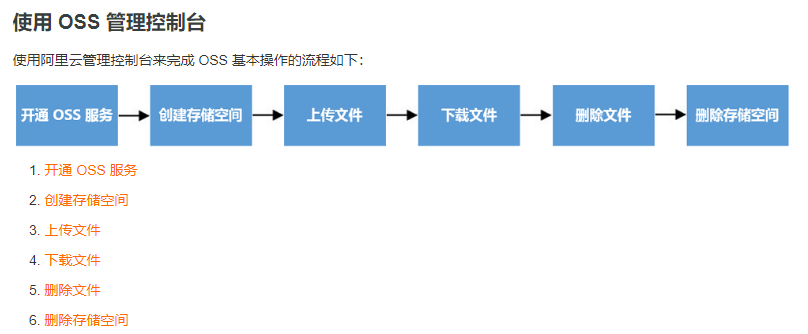 使用 OSS 管理控制台
使用阿里云管理控制台来完成 OSS 基本操作的流程如下：
开通 OSS 服务 创建存储空间 上传文件 下载文件 删除文件 删除存储空间
1. 开通 OSS 服务
2. 创建存储空间
3. 上传文件
4. 下载文件
5. 删除文件
6. 删除存储空间